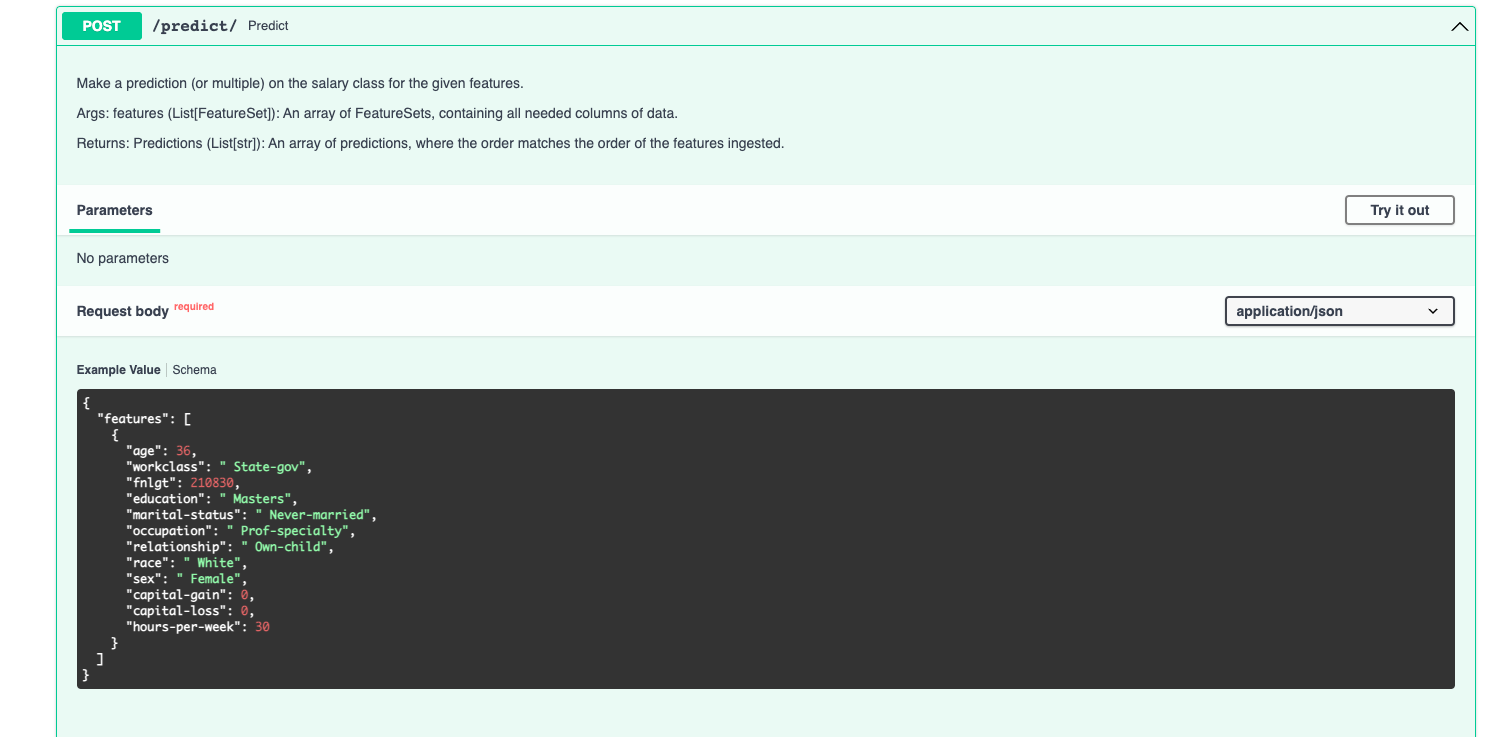 POST /predict/ Predict
Make a prediction (or multiple) on the salary class for the given features.
Args: features (List[FeatureSet]): An array of FeatureSets, containing all needed columns of data.
Returns: Predictions (List[str]): An array of predictions, where the order matches the order of the features ingested.
Parameters
Try it out
No parameters
Request body required
application/json
Example Value
Schema
{
  "features": [
    {
      "age": 36,
      "workclass": " State-gov",
      "fnlgt": 210830,
      "education": " Masters",
      "marital-status": " Never-married",
      "occupation": " Prof-specialty",
      "relationship": " Own-child",
      "race": " White",
      "sex": " Female",
      "capital-gain": 0,
      "capital-loss": 0,
      "hours-per-week": 30
    }
  ]
}